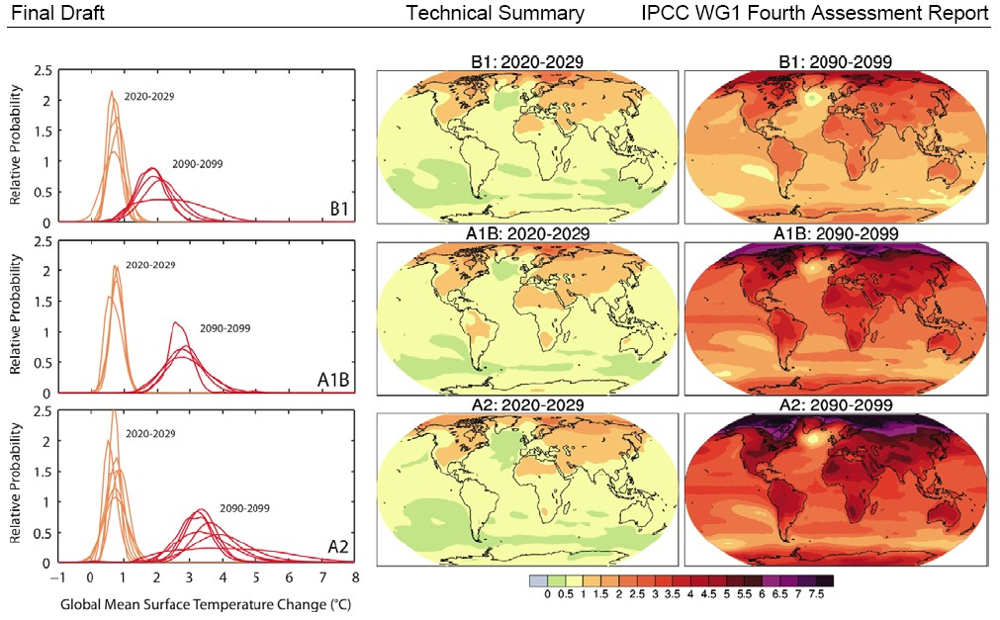 Final Draft Technical Summary IPCC WG1 Fourth Assessment Report
B1: 2020-2029 B1: 2090-2099
2.5
2
1.5
1
0.5
0
Relative Probability
2020-2029
2090-2099
B1
A1B: 2020-2029 A1B: 2090-2099
2.5
2
1.5
1
0.5
0
Relative Probability
2020-2029
2090-2099
A1B
A2: 2020-2029 A2: 2090-2099
2.5
2
1.5
1
0.5
0
Relative Probability
2020-2029
2090-2099
A2
-1 0 1 2 3 4 5 6 7 8
Global Mean Surface Temperature Change (°C)
0 0.5 1 1.5 2 2.5 3 3.5 4 4.5 5 5.5 6 6.5 7 7.5